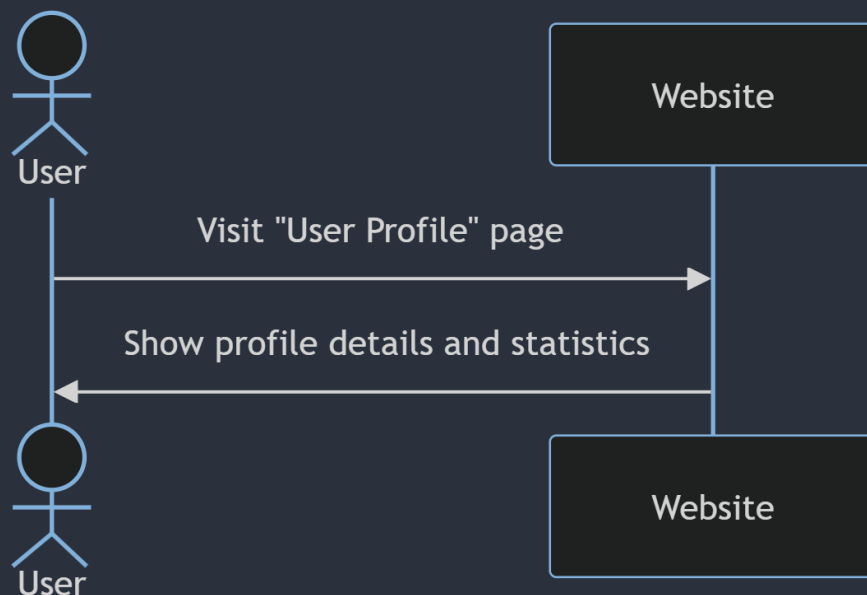 User
Website
Visit "User Profile" page
Show profile details and statistics
User
Website